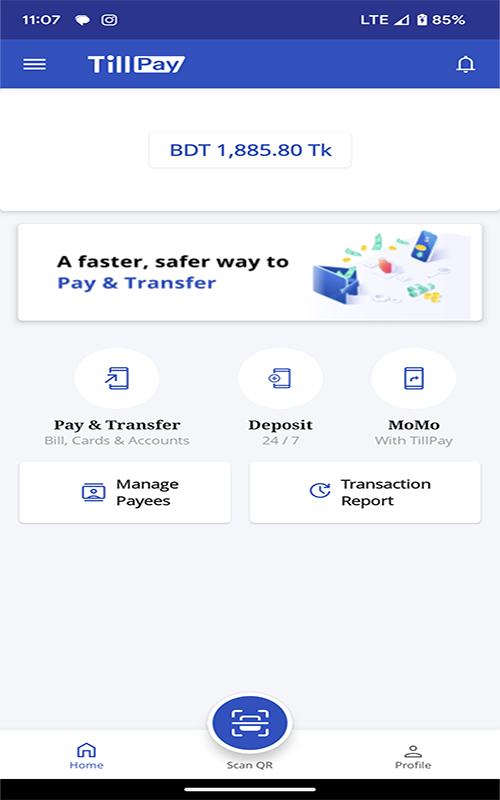 11:07 LTE 85%
TillPay
BDT 1,885.80 Tk
A faster, safer way to
Pay & Transfer
Pay & Transfer
Bill, Cards & Accounts
Deposit
24 / 7
MoMo
With TillPay
Manage
Payees
Transaction
Report
Home
Scan QR
Profile